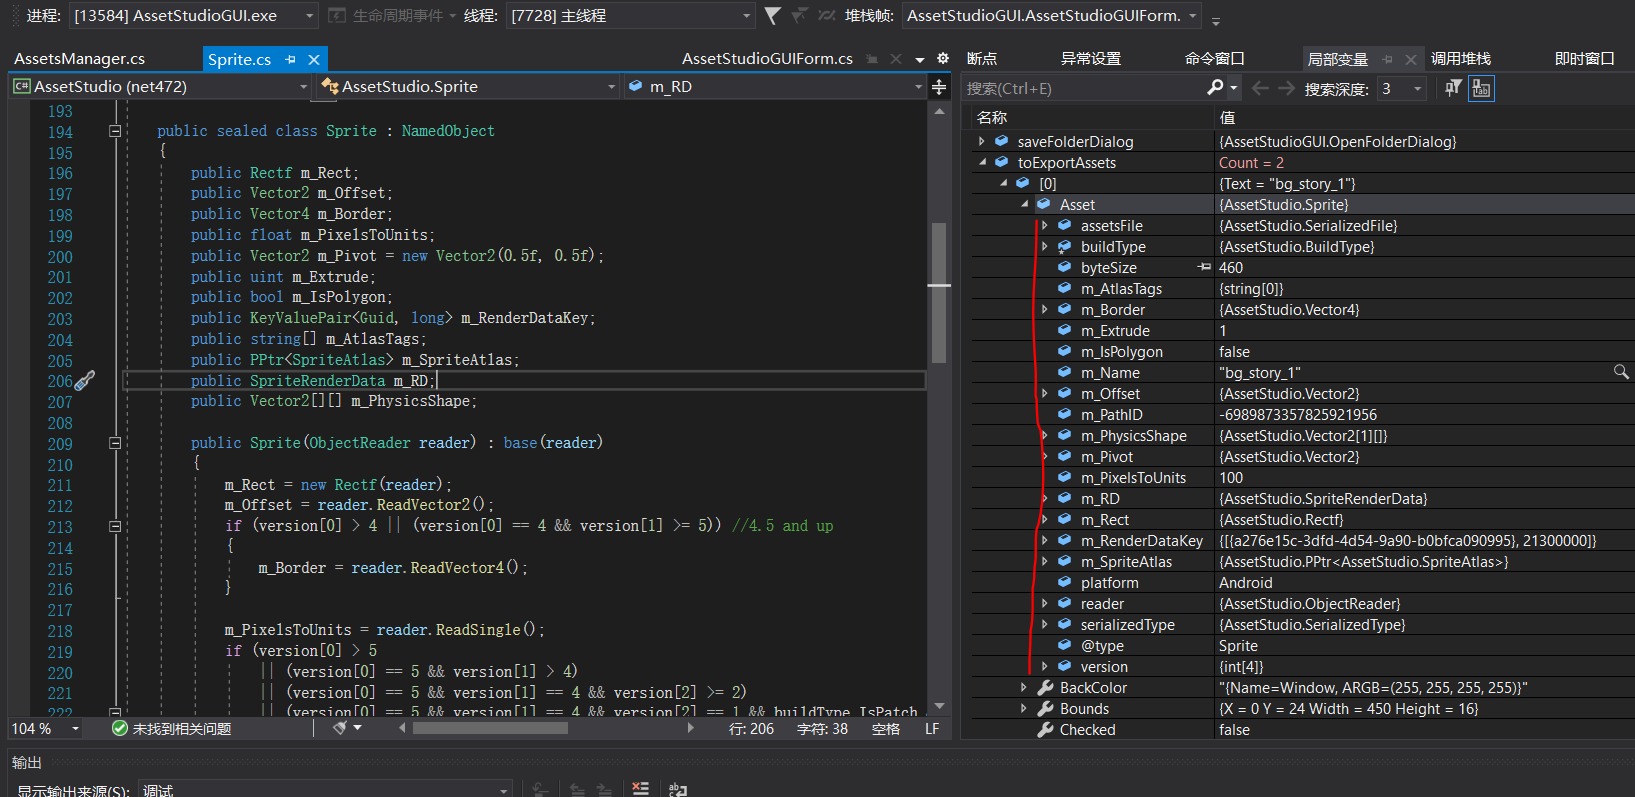 进程: [13584] AssetStudioGUI.exe 生命周期事件 线程: [7728] 主线程 堆栈帧: AssetStudioGUI.AssetStudioGUIForm.
AssetsManager.cs Sprite.cs AssetStudioGUIForm.cs
AssetStudio (net472) AssetStudio.Sprite m_RD
193
194 public sealed class Sprite : NamedObject
195 {
196 public Rectf m_Rect;
197 public Vector2 m_Offset;
198 public Vector4 m_Border;
199 public float m_PixelsToUnits;
200 public Vector2 m_Pivot = new Vector2(0.5f, 0.5f);
201 public uint m_Extrude;
202 public bool m_IsPolygon;
203 public KeyValuePair<Guid, long> m_RenderDataKey;
204 public string[] m_AtlasTags;
205 public PPtr<SpriteAtlas> m_SpriteAtlas;
206 public SpriteRenderData m_RD;
207 public Vector2[][] m_PhysicsShape;
208
209 public Sprite(ObjectReader reader) : base(reader)
210 {
211 m_Rect = new Rectf(reader);
212 m_Offset = reader.ReadVector2();
213 if (version[0] > 4 || (version[0] == 4 && version[1] >= 5)) //4.5 and up
214 {
215 m_Border = reader.ReadVector4();
216 }
217
218 m_PixelsToUnits = reader.ReadSingle();
219 if (version[0] > 5
220 || (version[0] == 5 && version[1] > 4)
221 || (version[0] == 5 && version[1] == 4 && version[2] >= 2)
222 || (version[0] == 5 && version[1] == 4 && version[2] == 1 && buildType.IsPatch
104 % 未找到相关问题 行: 206 字符: 38 空格 LF
输出
显示输出来源(S): 调试
断点 异常设置 命令窗口 局部变量 调用堆栈 即时窗口
搜索(Ctrl+E) 搜索深度: 3
名称 值
saveFolderDialog {AssetStudioGUI.OpenFolderDialog}
toExportAssets Count = 2
[0] {Text = "bg_story_1"}
Asset {AssetStudio.Sprite}
assetsFile {AssetStudio.SerializedFile}
buildType {AssetStudio.BuildType}
byteSize 460
m_AtlasTags {string[0]}
m_Border {AssetStudio.Vector4}
m_Extrude 1
m_IsPolygon false
m_Name "bg_story_1"
m_Offset {AssetStudio.Vector2}
m_PathID -6989873357825921956
m_PhysicsShape {AssetStudio.Vector2[1][]}
m_Pivot {AssetStudio.Vector2}
m_PixelsToUnits 100
m_RD {AssetStudio.SpriteRenderData}
m_Rect {AssetStudio.Rectf}
m_RenderDataKey {[{a276e15c-3dfd-4d54-9a90-b0bfca090995}, 21300000]}
m_SpriteAtlas {AssetStudio.PPtr<AssetStudio.SpriteAtlas>}
platform Android
reader {AssetStudio.ObjectReader}
serializedType {AssetStudio.SerializedType}
@type Sprite
version {int[4]}
BackColor "{Name=Window, ARGB=(255, 255, 255, 255)}"
Bounds {X = 0 Y = 24 Width = 450 Height = 16}
Checked false